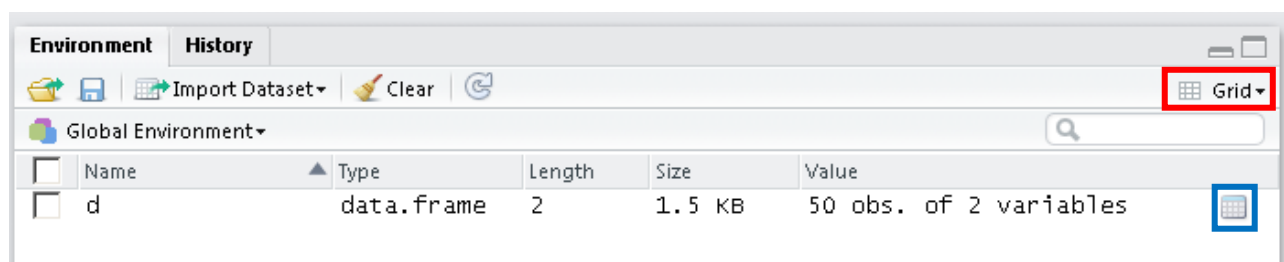 Environment History
Import Dataset Clear Grid
Global Environment
Name Type Length Size Value
d data.frame 2 1.5 KB 50 obs. of 2 variables